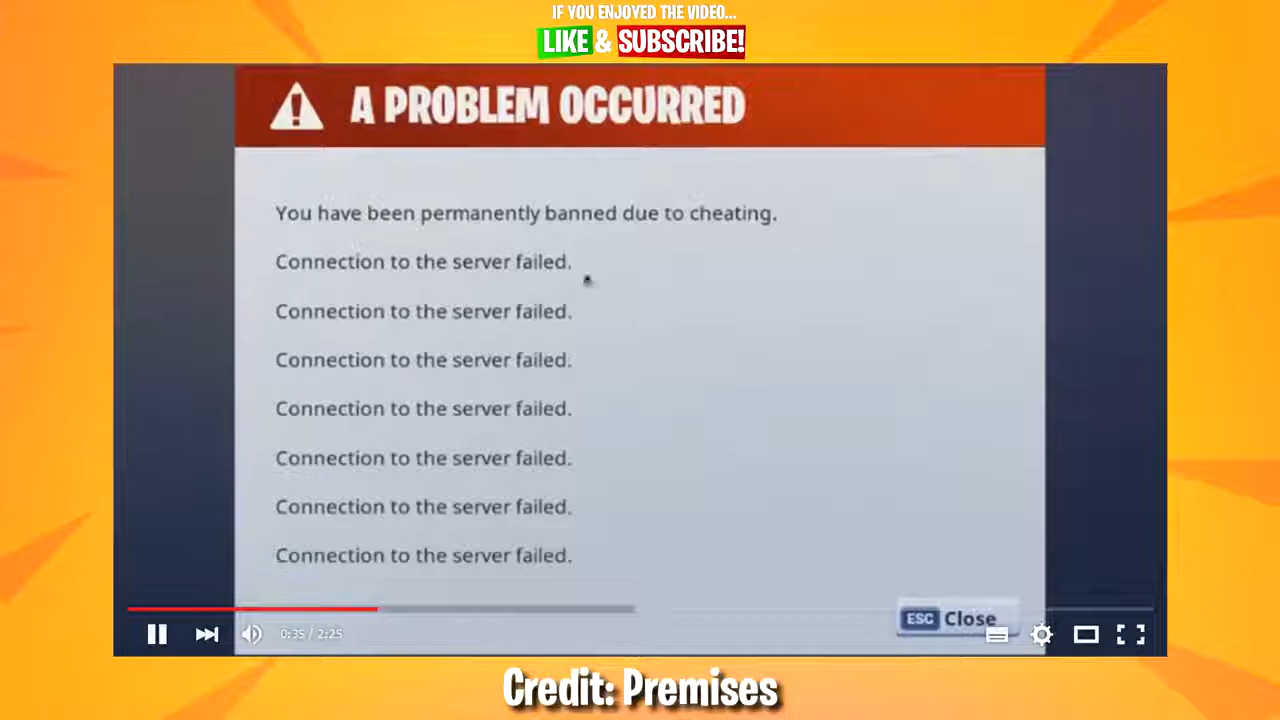 IF YOU ENJOYED THE VIDEO...
LIKE & SUBSCRIBE!
A PROBLEM OCCURRED
You have been permanently banned due to cheating.
Connection to the server failed.
Connection to the server failed.
Connection to the server failed.
Connection to the server failed.
Connection to the server failed.
Connection to the server failed.
Connection to the server failed.
ESC Close
0:35 / 2:25
Credit: Premises